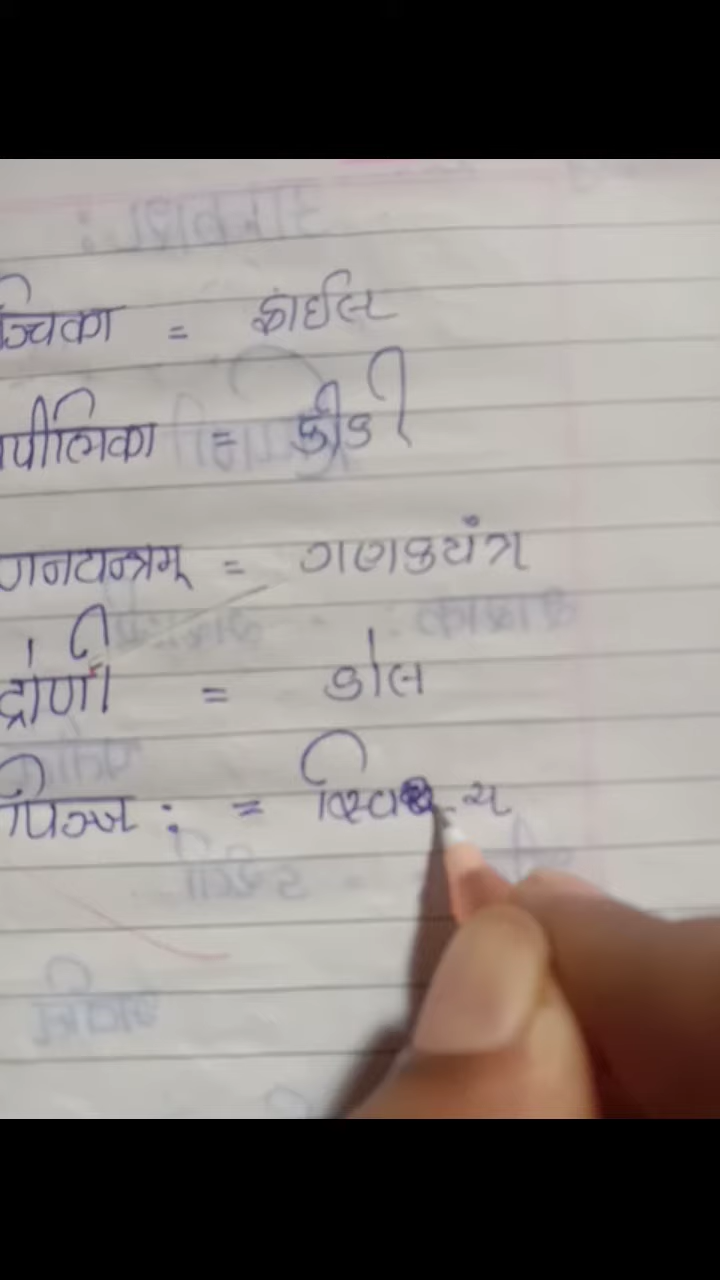 ञ्चिका = फाईल
पीलिका = कीडी
गनयन्त्रम् = गणकयंत्र
द्रोणी = डोल
पिञ्ज: =